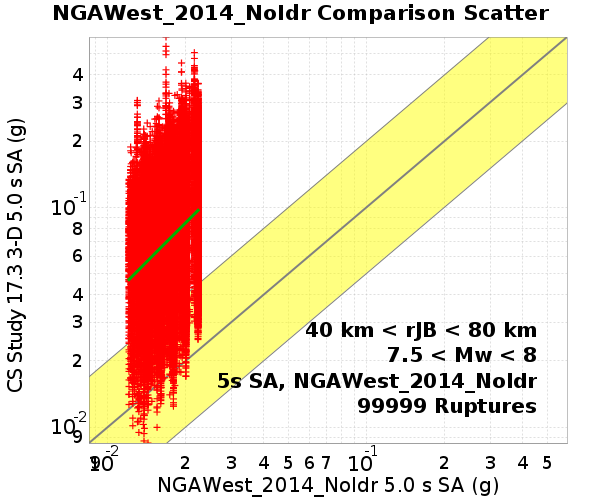 NGAWest_2014_NoIdr Comparison Scatter
CS Study 17.3 3-D 5.0 s SA (g)
4
3
2
10-1
8
6
4
3
2
10-2
9
40 km < rJB < 80 km
7.5 < Mw < 8
5s SA, NGAWest_2014_NoIdr
99999 Ruptures
9 10-2 2 3 4 5 6 7 10-1 2 3 4 5
NGAWest_2014_NoIdr 5.0 s SA (g)